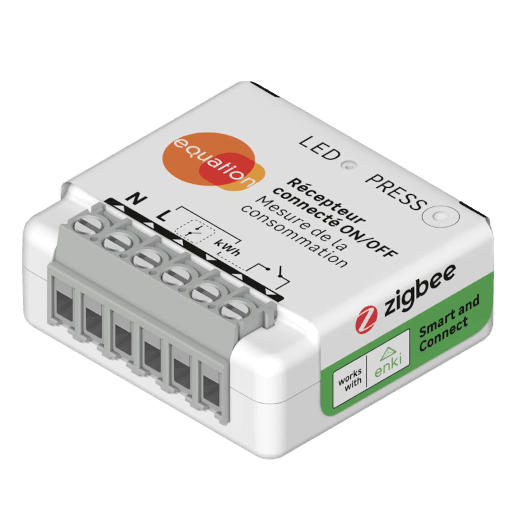 equation
LED
PRESS
Récepteur
connecté ON/OFF
Mesure de la
consommation
N L
kWh
zigbee
works
with
enki
Smart and
Connect